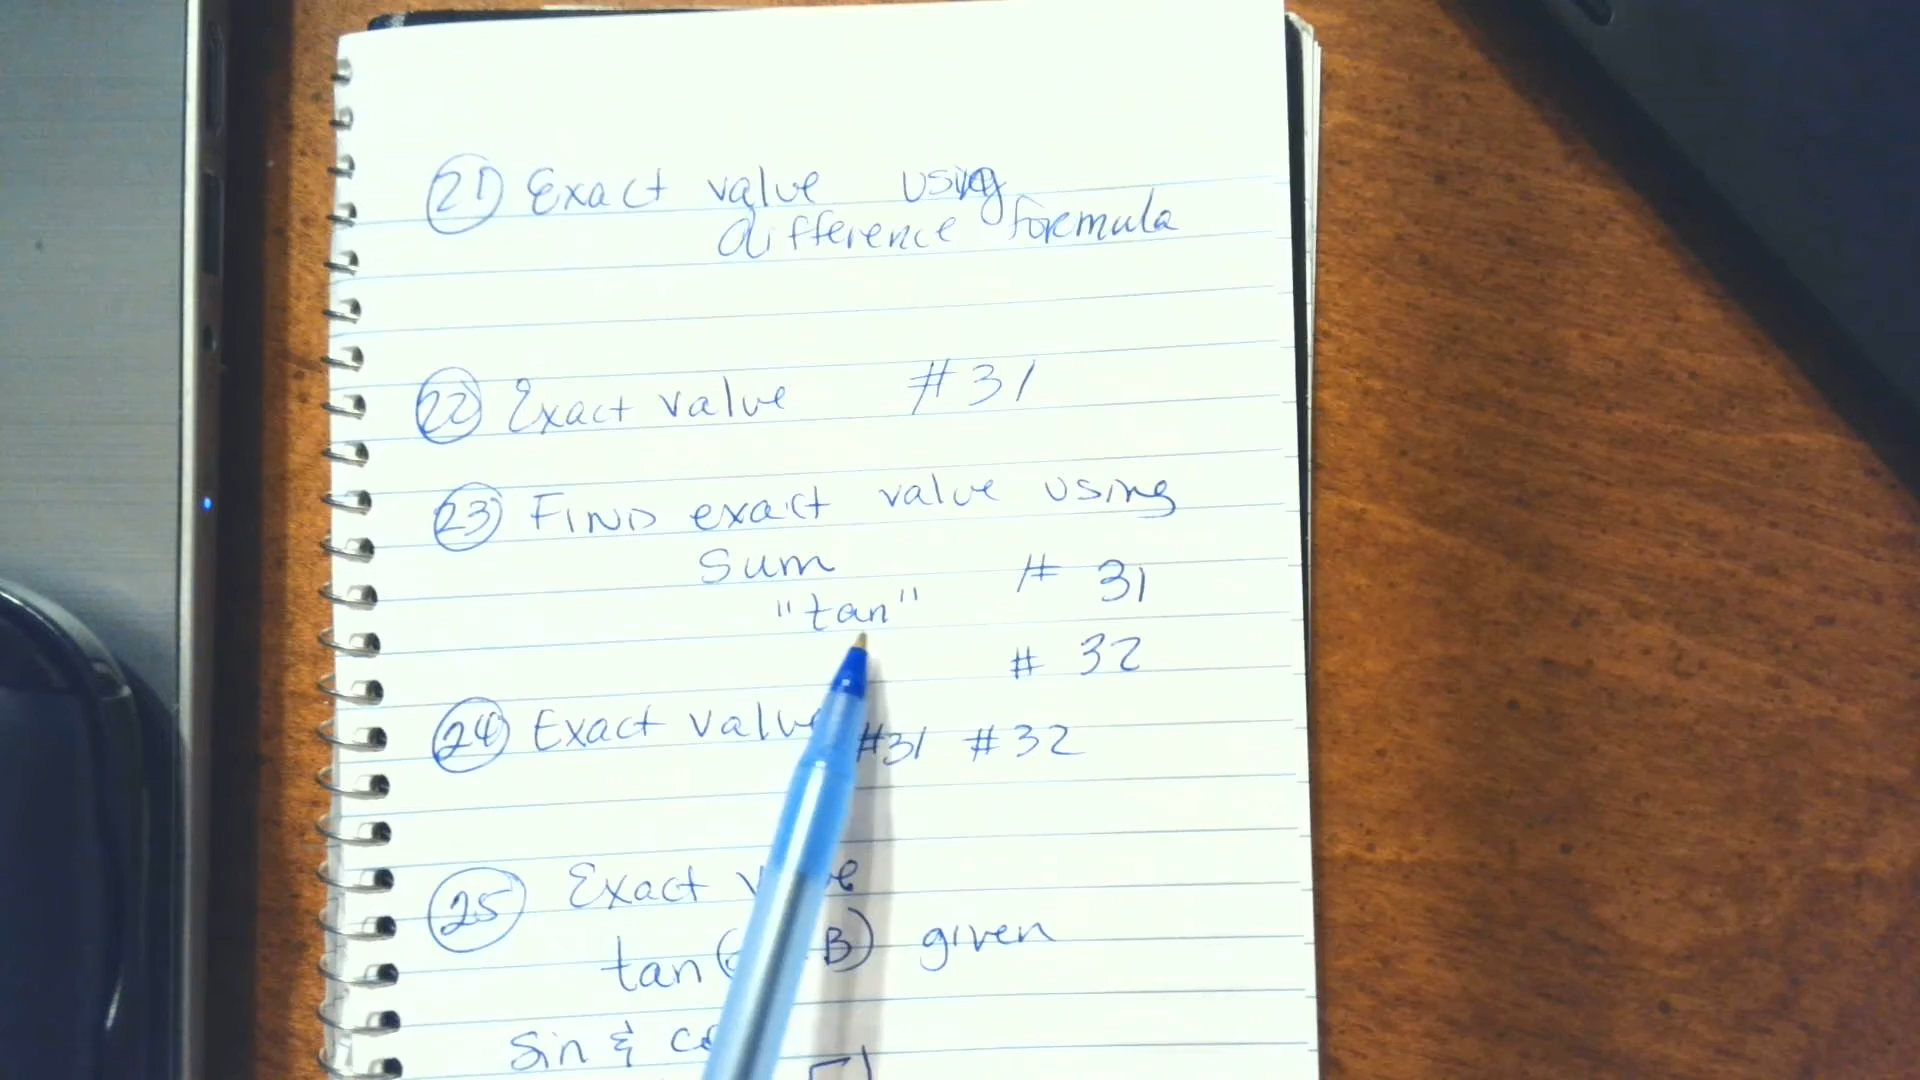 21 Exact value using
difference formula
22 Exact value #31
23 FIND exact value using
Sum # 31
"tan"
# 32
24 Exact #31 #32
25 Exact
tan( B) given
Sin &